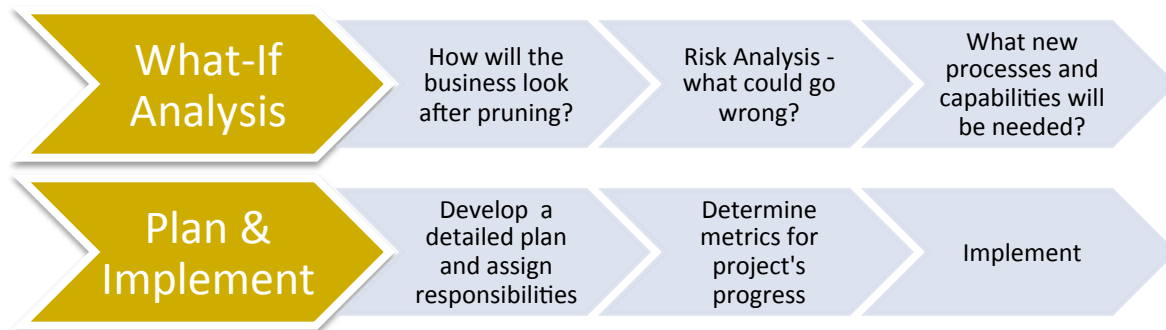 What-If
Analysis
How will the
business look
after pruning?
Risk Analysis -
what could go
wrong?
What new
processes and
capabilities will
be needed?
Plan &
Implement
Develop  a
detailed plan
and assign
responsibilities
Determine
metrics for
project's
progress
Implement